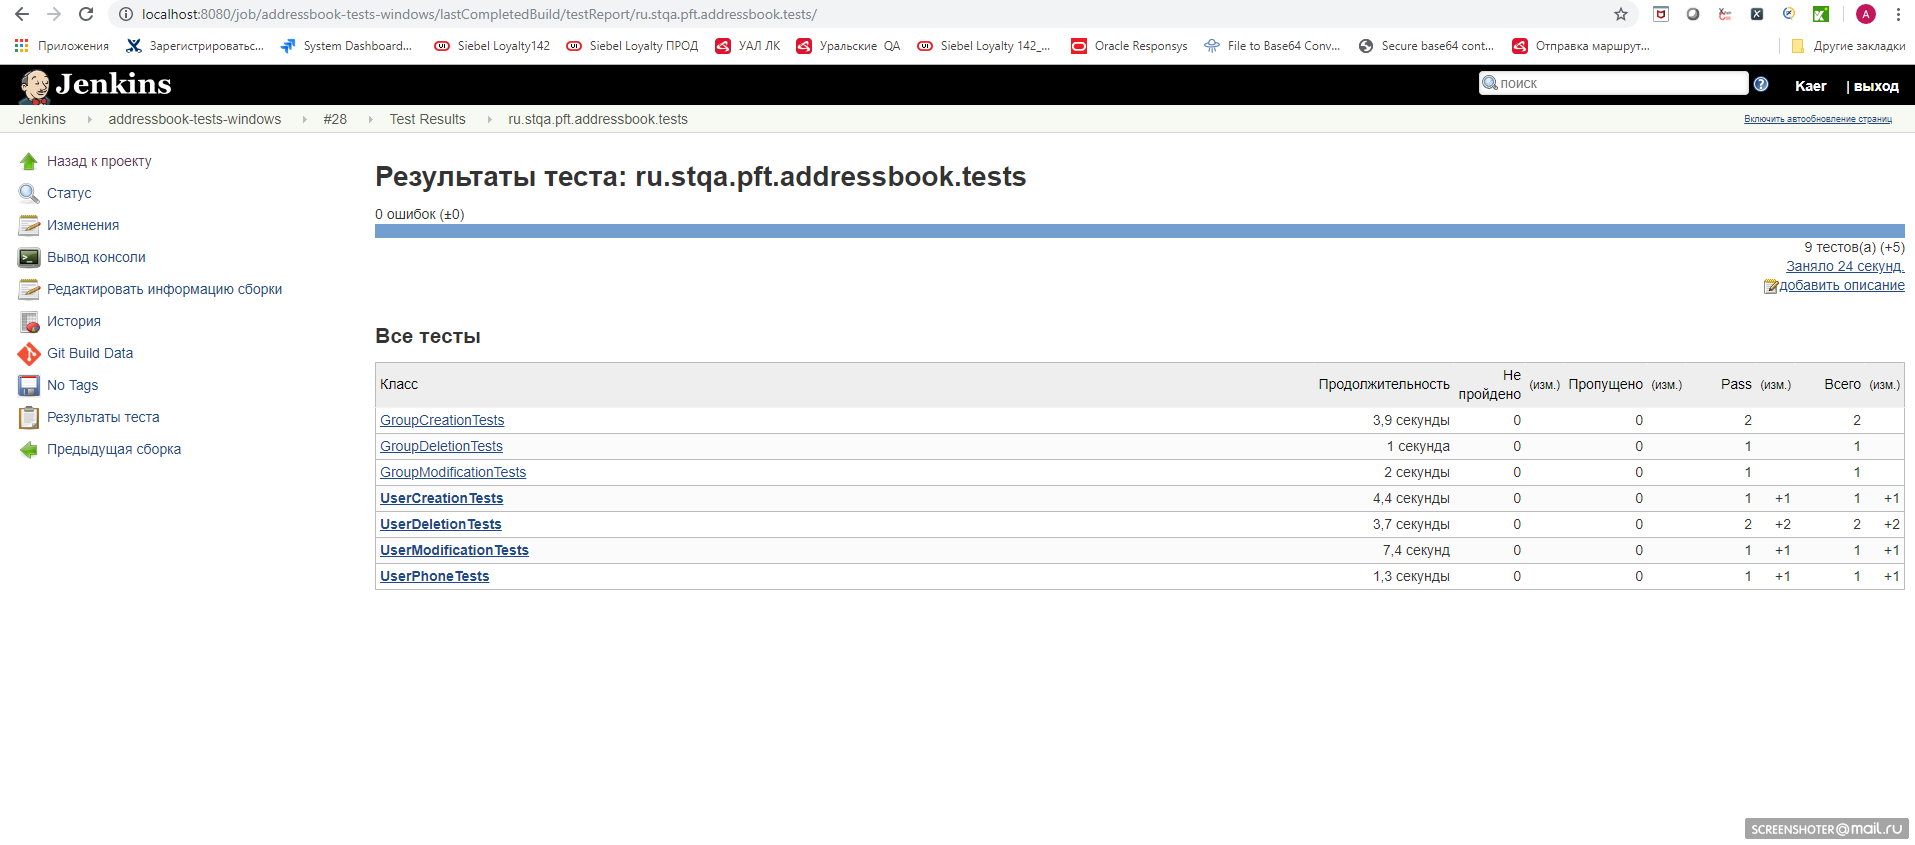 localhost:8080/job/addressbook-tests-windows/lastCompletedBuild/testReport/ru.stqa.pft.addressbook.tests/
Приложения Зарегистрироватьс... System Dashboard... Siebel Loyalty142 Siebel Loyalty ПРОД УАЛ ЛК Уральские QA Siebel Loyalty 142_... Oracle Responsys File to Base64 Conv... Secure base64 cont... Отправка маршрут... Другие закладки
Jenkins поиск Kaer | выход
Jenkins addressbook-tests-windows #28 Test Results ru.stqa.pft.addressbook.tests Включить автообновление страниц
Назад к проекту
Статус
Изменения
Вывод консоли
Редактировать информацию сборки
История
Git Build Data
No Tags
Результаты теста
Предыдущая сборка
Результаты теста: ru.stqa.pft.addressbook.tests
0 ошибок (±0)
9 тестов(а) (+5)
Заняло 24 секунд.
добавить описание
Все тесты
Класс Продолжительность Не пройдено (изм.) Пропущено (изм.) Pass (изм.) Всего (изм.)
GroupCreationTests 3,9 секунды 0 0 2 2
GroupDeletionTests 1 секунда 0 0 1 1
GroupModificationTests 2 секунды 0 0 1 1
UserCreationTests 4,4 секунды 0 0 1 +1 1 +1
UserDeletionTests 3,7 секунды 0 0 2 +2 2 +2
UserModificationTests 7,4 секунд 0 0 1 +1 1 +1
UserPhoneTests 1,3 секунды 0 0 1 +1 1 +1
SCREENSHOTER@mail.ru